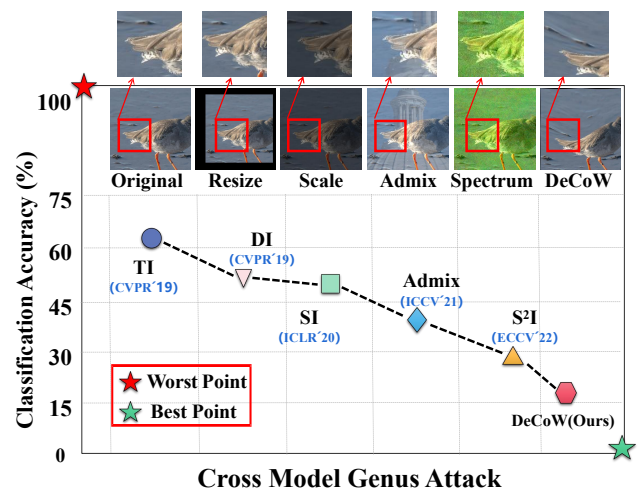 100
Original Resize Scale Admix Spectrum DeCoW
Classification Accuracy (%)
75
60
45
30
15
0
TI
(CVPR´19)
DI
(CVPR´19)
SI
(ICLR´20)
Admix
(ICCV´21)
S²I
(ECCV´22)
DeCoW(Ours)
Worst Point
Best Point
Cross Model Genus Attack